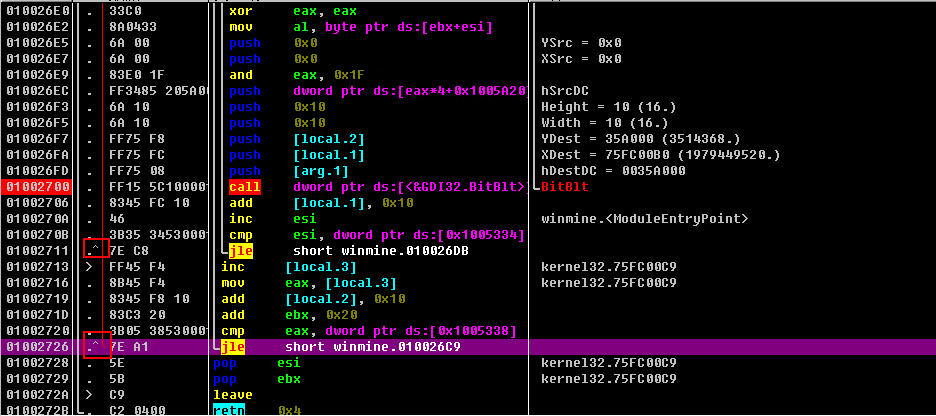 010026E0 . 33C0 xor eax, eax
010026E2 . 8A0433 mov al, byte ptr ds:[ebx+esi]
010026E5 . 6A 00 push 0x0 YSrc = 0x0
010026E7 . 6A 00 push 0x0 XSrc = 0x0
010026E9 . 83E0 1F and eax, 0x1F
010026EC . FF3485 205A0 push dword ptr ds:[eax*4+0x1005A20 hSrcDC
010026F3 . 6A 10 push 0x10 Height = 10 (16.)
010026F5 . 6A 10 push 0x10 Width = 10 (16.)
010026F7 . FF75 F8 push [local.2] YDest = 35A000 (3514368.)
010026FA . FF75 FC push [local.1] XDest = 75FC00B0 (1979449520.)
010026FD . FF75 08 push [arg.1] hDestDC = 0035A000
01002700 . FF15 5C10000 call dword ptr ds:[<&GDI32.BitBlt> BitBlt
01002706 . 8345 FC 10 add [local.1], 0x10
0100270A . 46 inc esi winmine.<ModuleEntryPoint>
0100270B . 3B35 3453000 cmp esi, dword ptr ds:[0x1005334]
01002711 .^ 7E C8 jle short winmine.010026DB
01002713 > FF45 F4 inc [local.3] kernel32.75FC00C9
01002716 . 8B45 F4 mov eax, [local.3] kernel32.75FC00C9
01002719 . 8345 F8 10 add [local.2], 0x10
0100271D . 83C3 20 add ebx, 0x20
01002720 . 3B05 3853000 cmp eax, dword ptr ds:[0x1005338]
01002726 .^ 7E A1 jle short winmine.010026C9
01002728 . 5E pop esi kernel32.75FC00C9
01002729 . 5B pop ebx kernel32.75FC00C9
0100272A > C9 leave
0100272B . C2 0400 retn 0x4